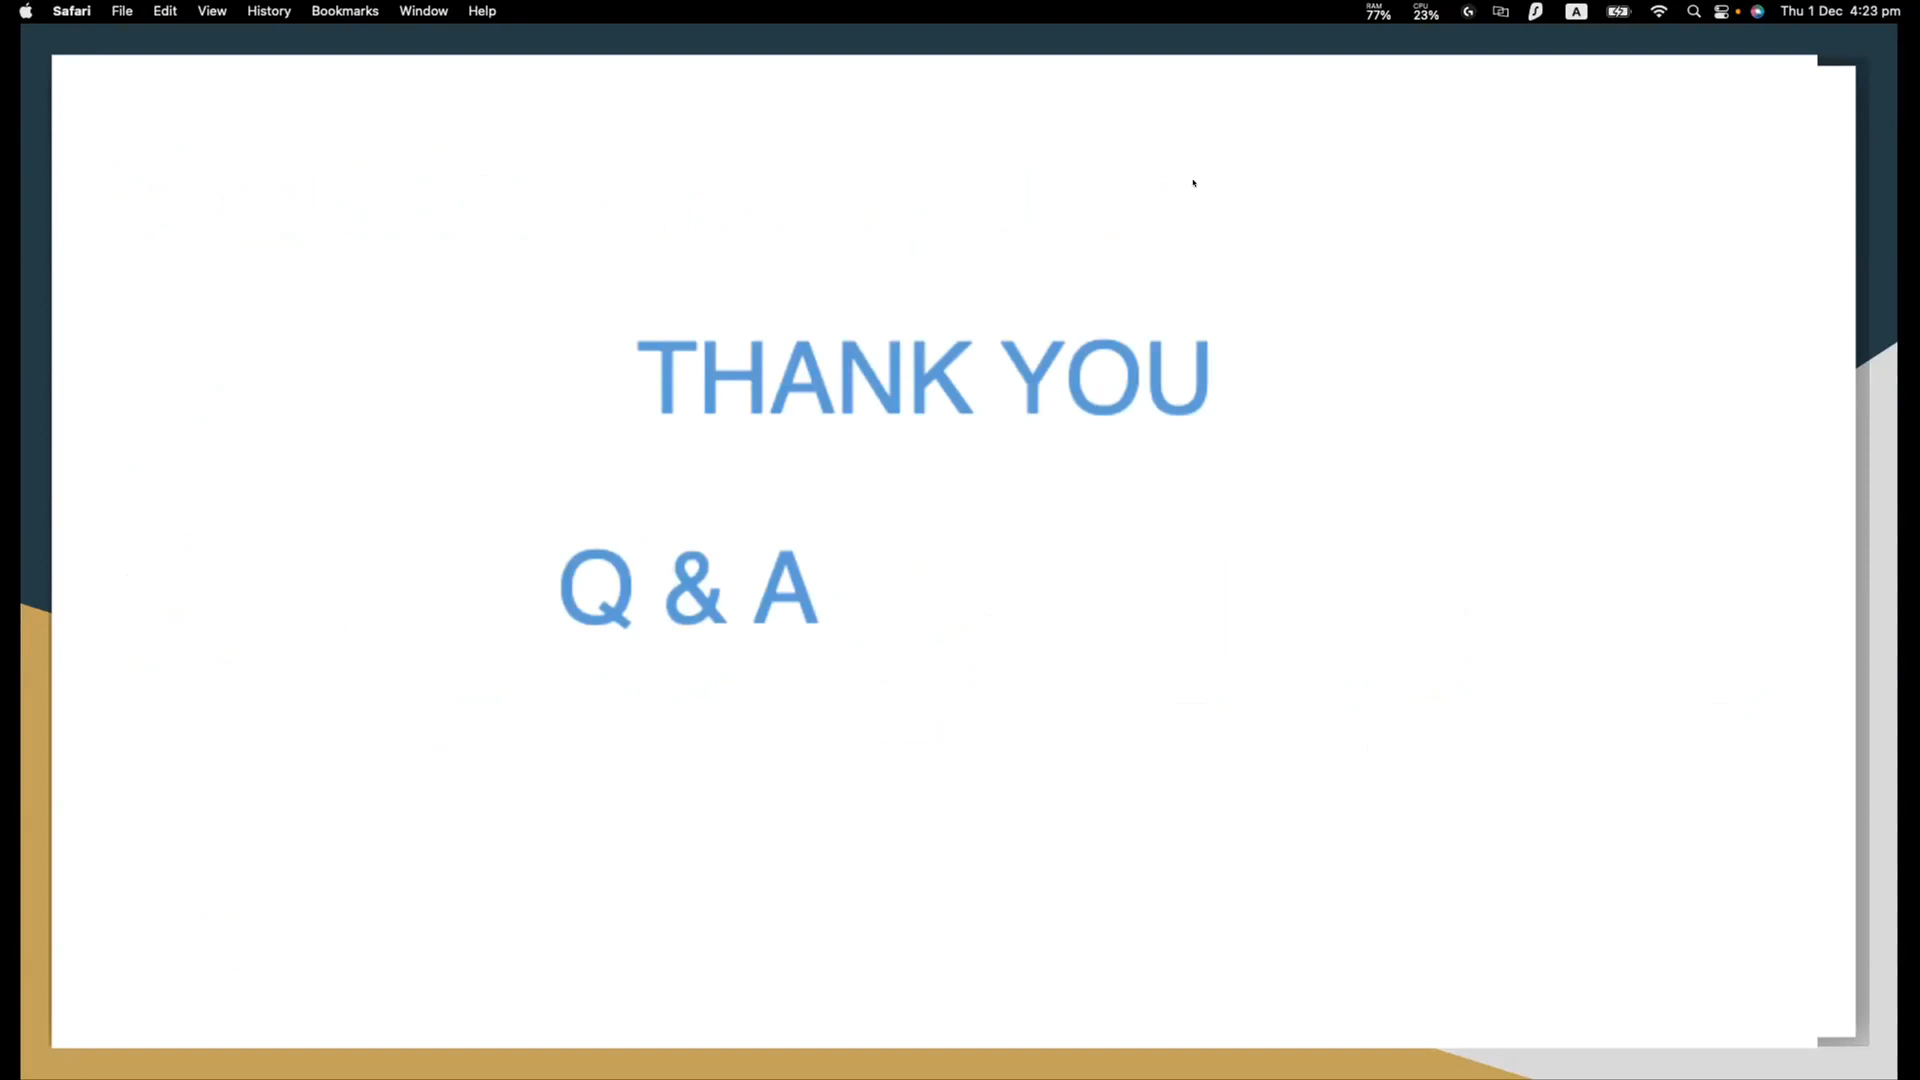 Safari File Edit View History Bookmarks Window Help RAM 77% CPU 23% A Thu 1 Dec 4:23 pm
THANK YOU
Q & A